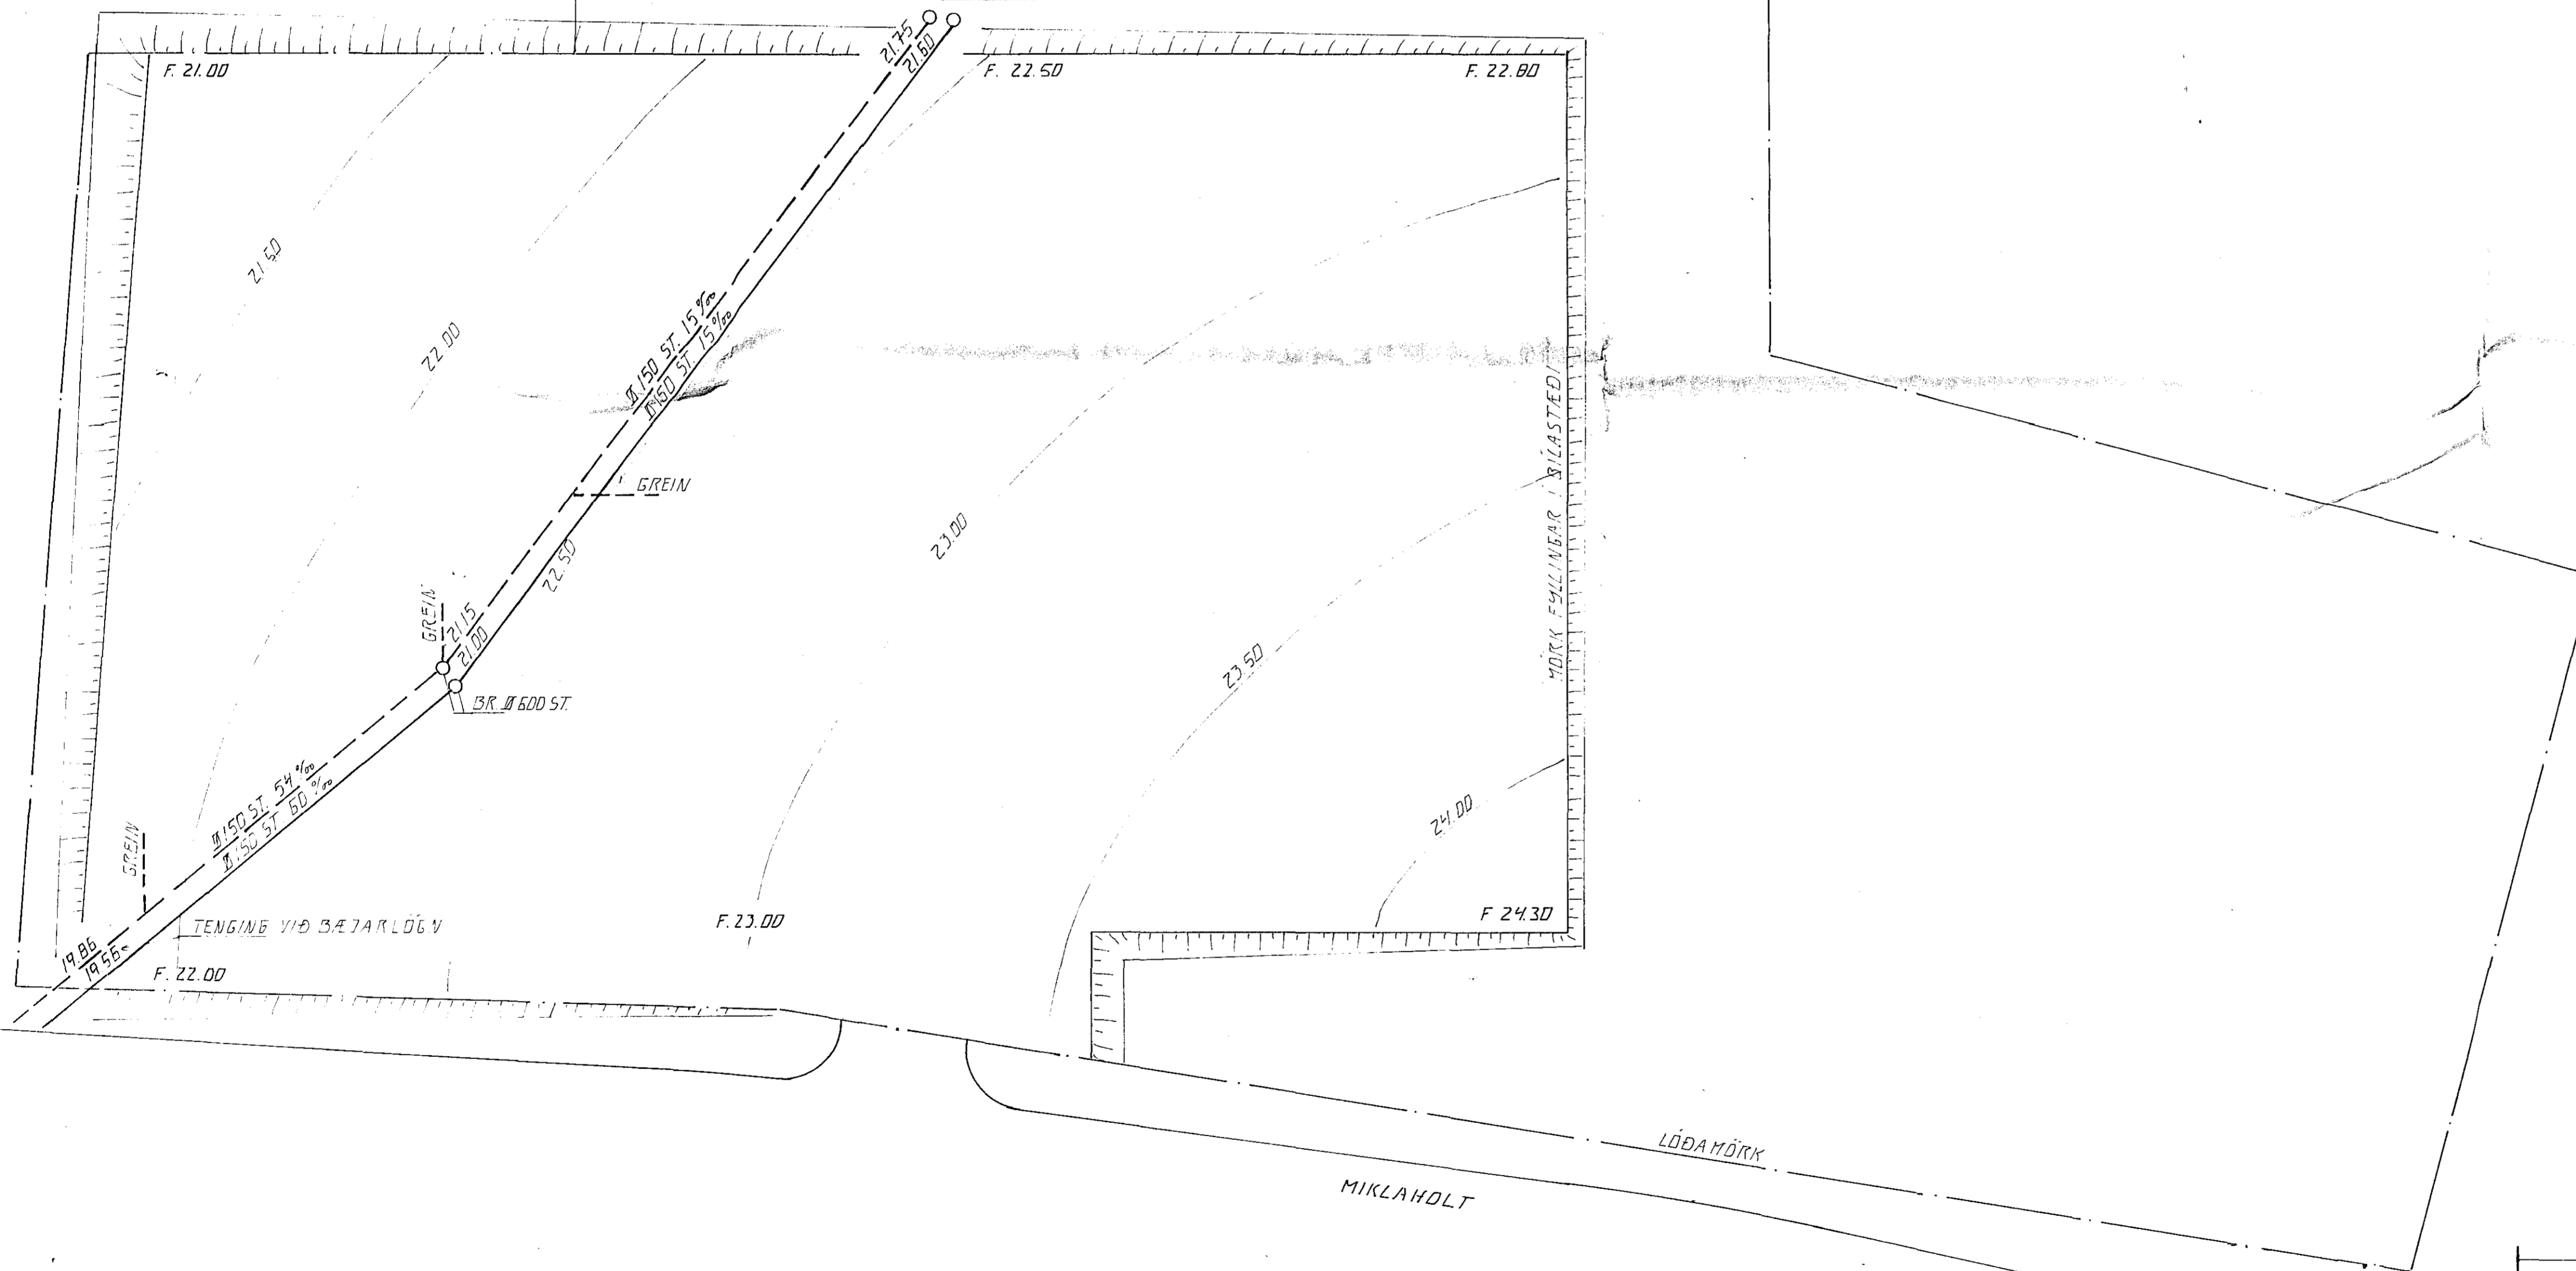 21.75
21.60
F. 21.00
F. 22.50
F. 22.80
21.50
22.00
Ø 150 ST. 15 ‰
Ø 150 ST. 15 ‰
GREIN
22.50
23.00
MÖRK FYLLINGAR Í BÍLASTÆÐI
GREIN
21.15
21.00
BR. Ø 600 ST.
23.50
24.00
Ø 150 ST. 54 ‰
Ø 150 ST. 60 ‰
GREIN
TENGING VIÐ BÆJARLÖGN
F. 23.00
F 24.30
19.86
19.56
F. 22.00
LÓÐAMÖRK
MIKLAHOLT